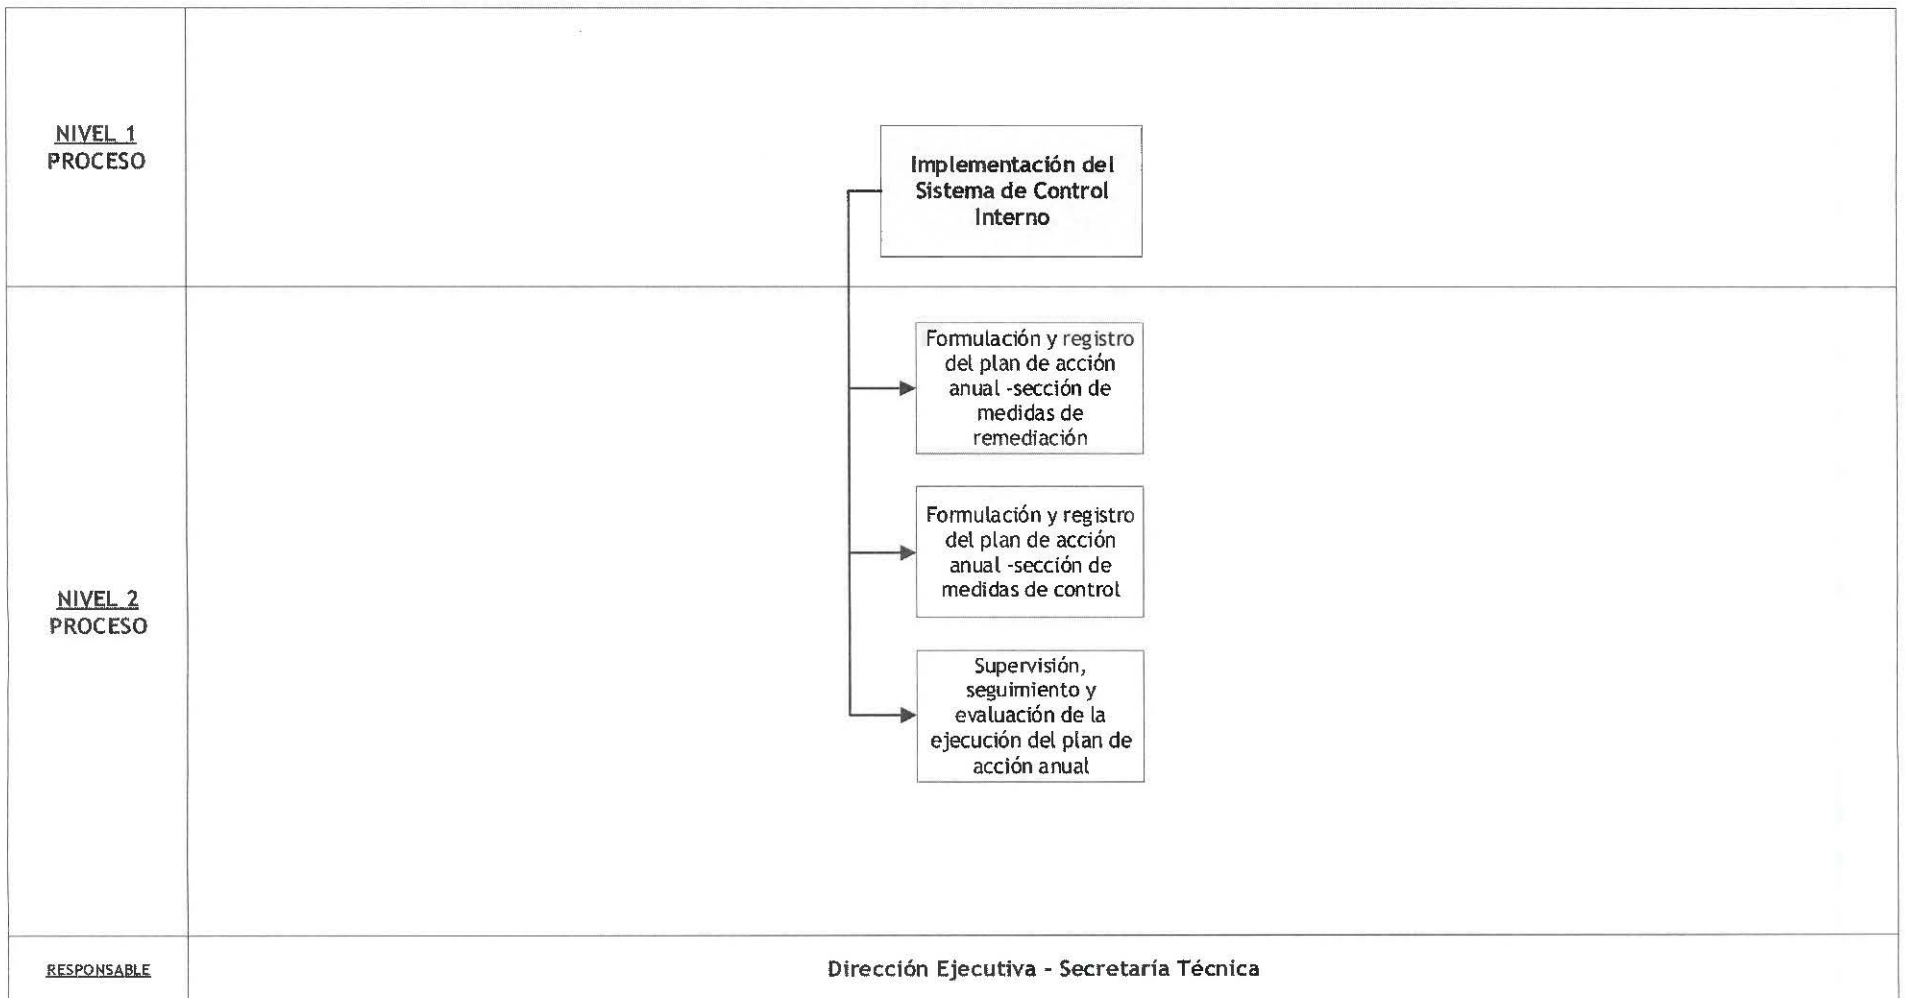 NIVEL 1
PROCESO
Implementación del
Sistema de Control
Interno
Formulación y registro
del plan de acción
anual -sección de
medidas de
remediación
Formulación y registro
del plan de acción
anual -sección de
medidas de control
NIVEL 2
PROCESO
Supervisión,
seguimiento y
evaluación de la
ejecución del plan de
acción anual
RESPONSABLE
Dirección Ejecutiva - Secretaría Técnica